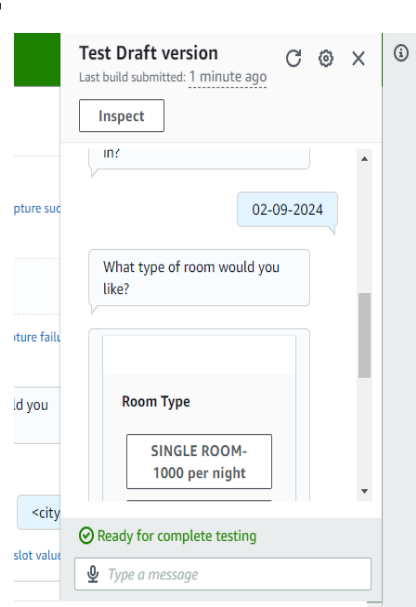 Test Draft version
Last build submitted: 1 minute ago
Inspect
in?
pture suc
02-09-2024
What type of room would you
like?
pture failu
ld you
Room Type
SINGLE ROOM-
1000 per night
<city
Ready for complete testing
slot value
Type a message